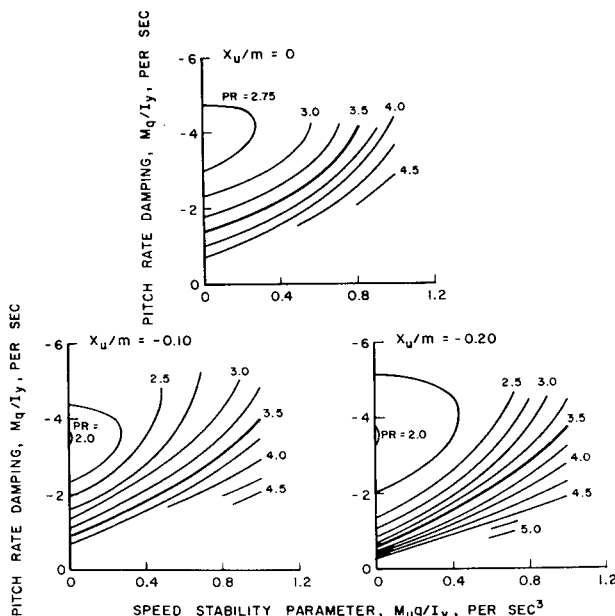 X_u/m = 0
PITCH RATE DAMPING, M_q/I_y, PER SEC
-6
-4
-2
0
PR = 2.75
3.0
3.5
4.0
4.5
0 0.4 0.8 1.2
X_u/m = -0.10
PITCH RATE DAMPING, M_q/I_y, PER SEC
-6
-4
-2
0
PR = 2.0
2.5
3.0
3.5
4.0
4.5
0 0.4 0.8 1.2
X_u/m = -0.20
-6
-4
-2
0
PR = 2.0
2.5
3.0
3.5
4.0
4.5
5.0
0 0.4 0.8 1.2
SPEED STABILITY PARAMETER, M_u g/I_y, PER SEC³